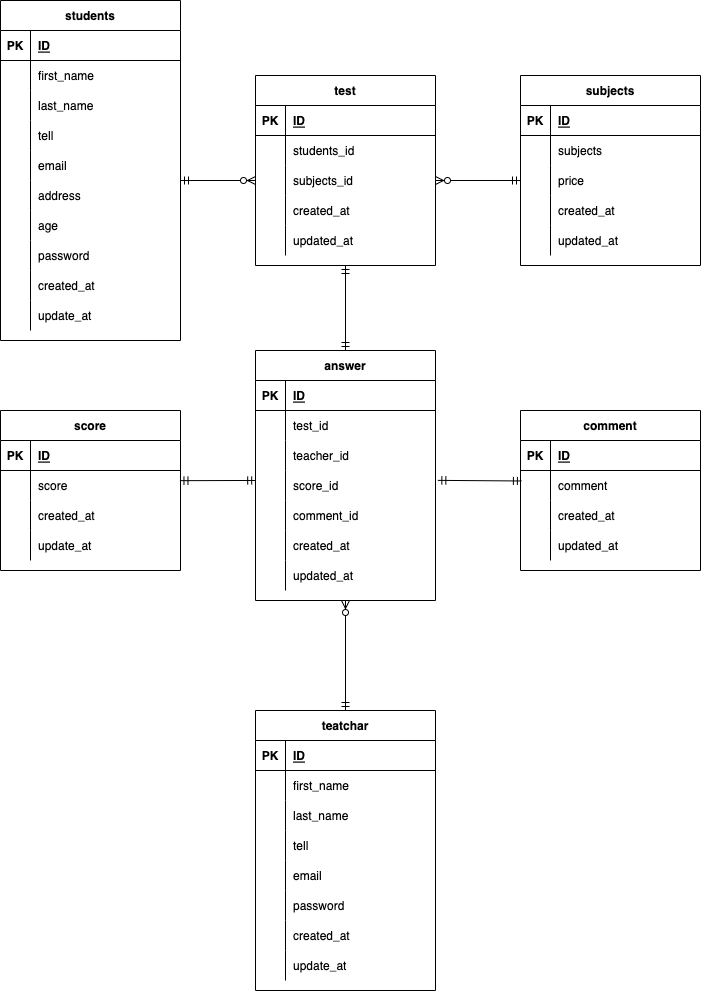 students
PK ID
first_name
last_name
tell
email
address
age
password
created_at
update_at
test
PK ID
students_id
subjects_id
created_at
updated_at
subjects
PK ID
subjects
price
created_at
updated_at
answer
PK ID
test_id
teacher_id
score_id
comment_id
created_at
updated_at
score
PK ID
score
created_at
update_at
comment
PK ID
comment
created_at
updated_at
teatchar
PK ID
first_name
last_name
tell
email
password
created_at
update_at